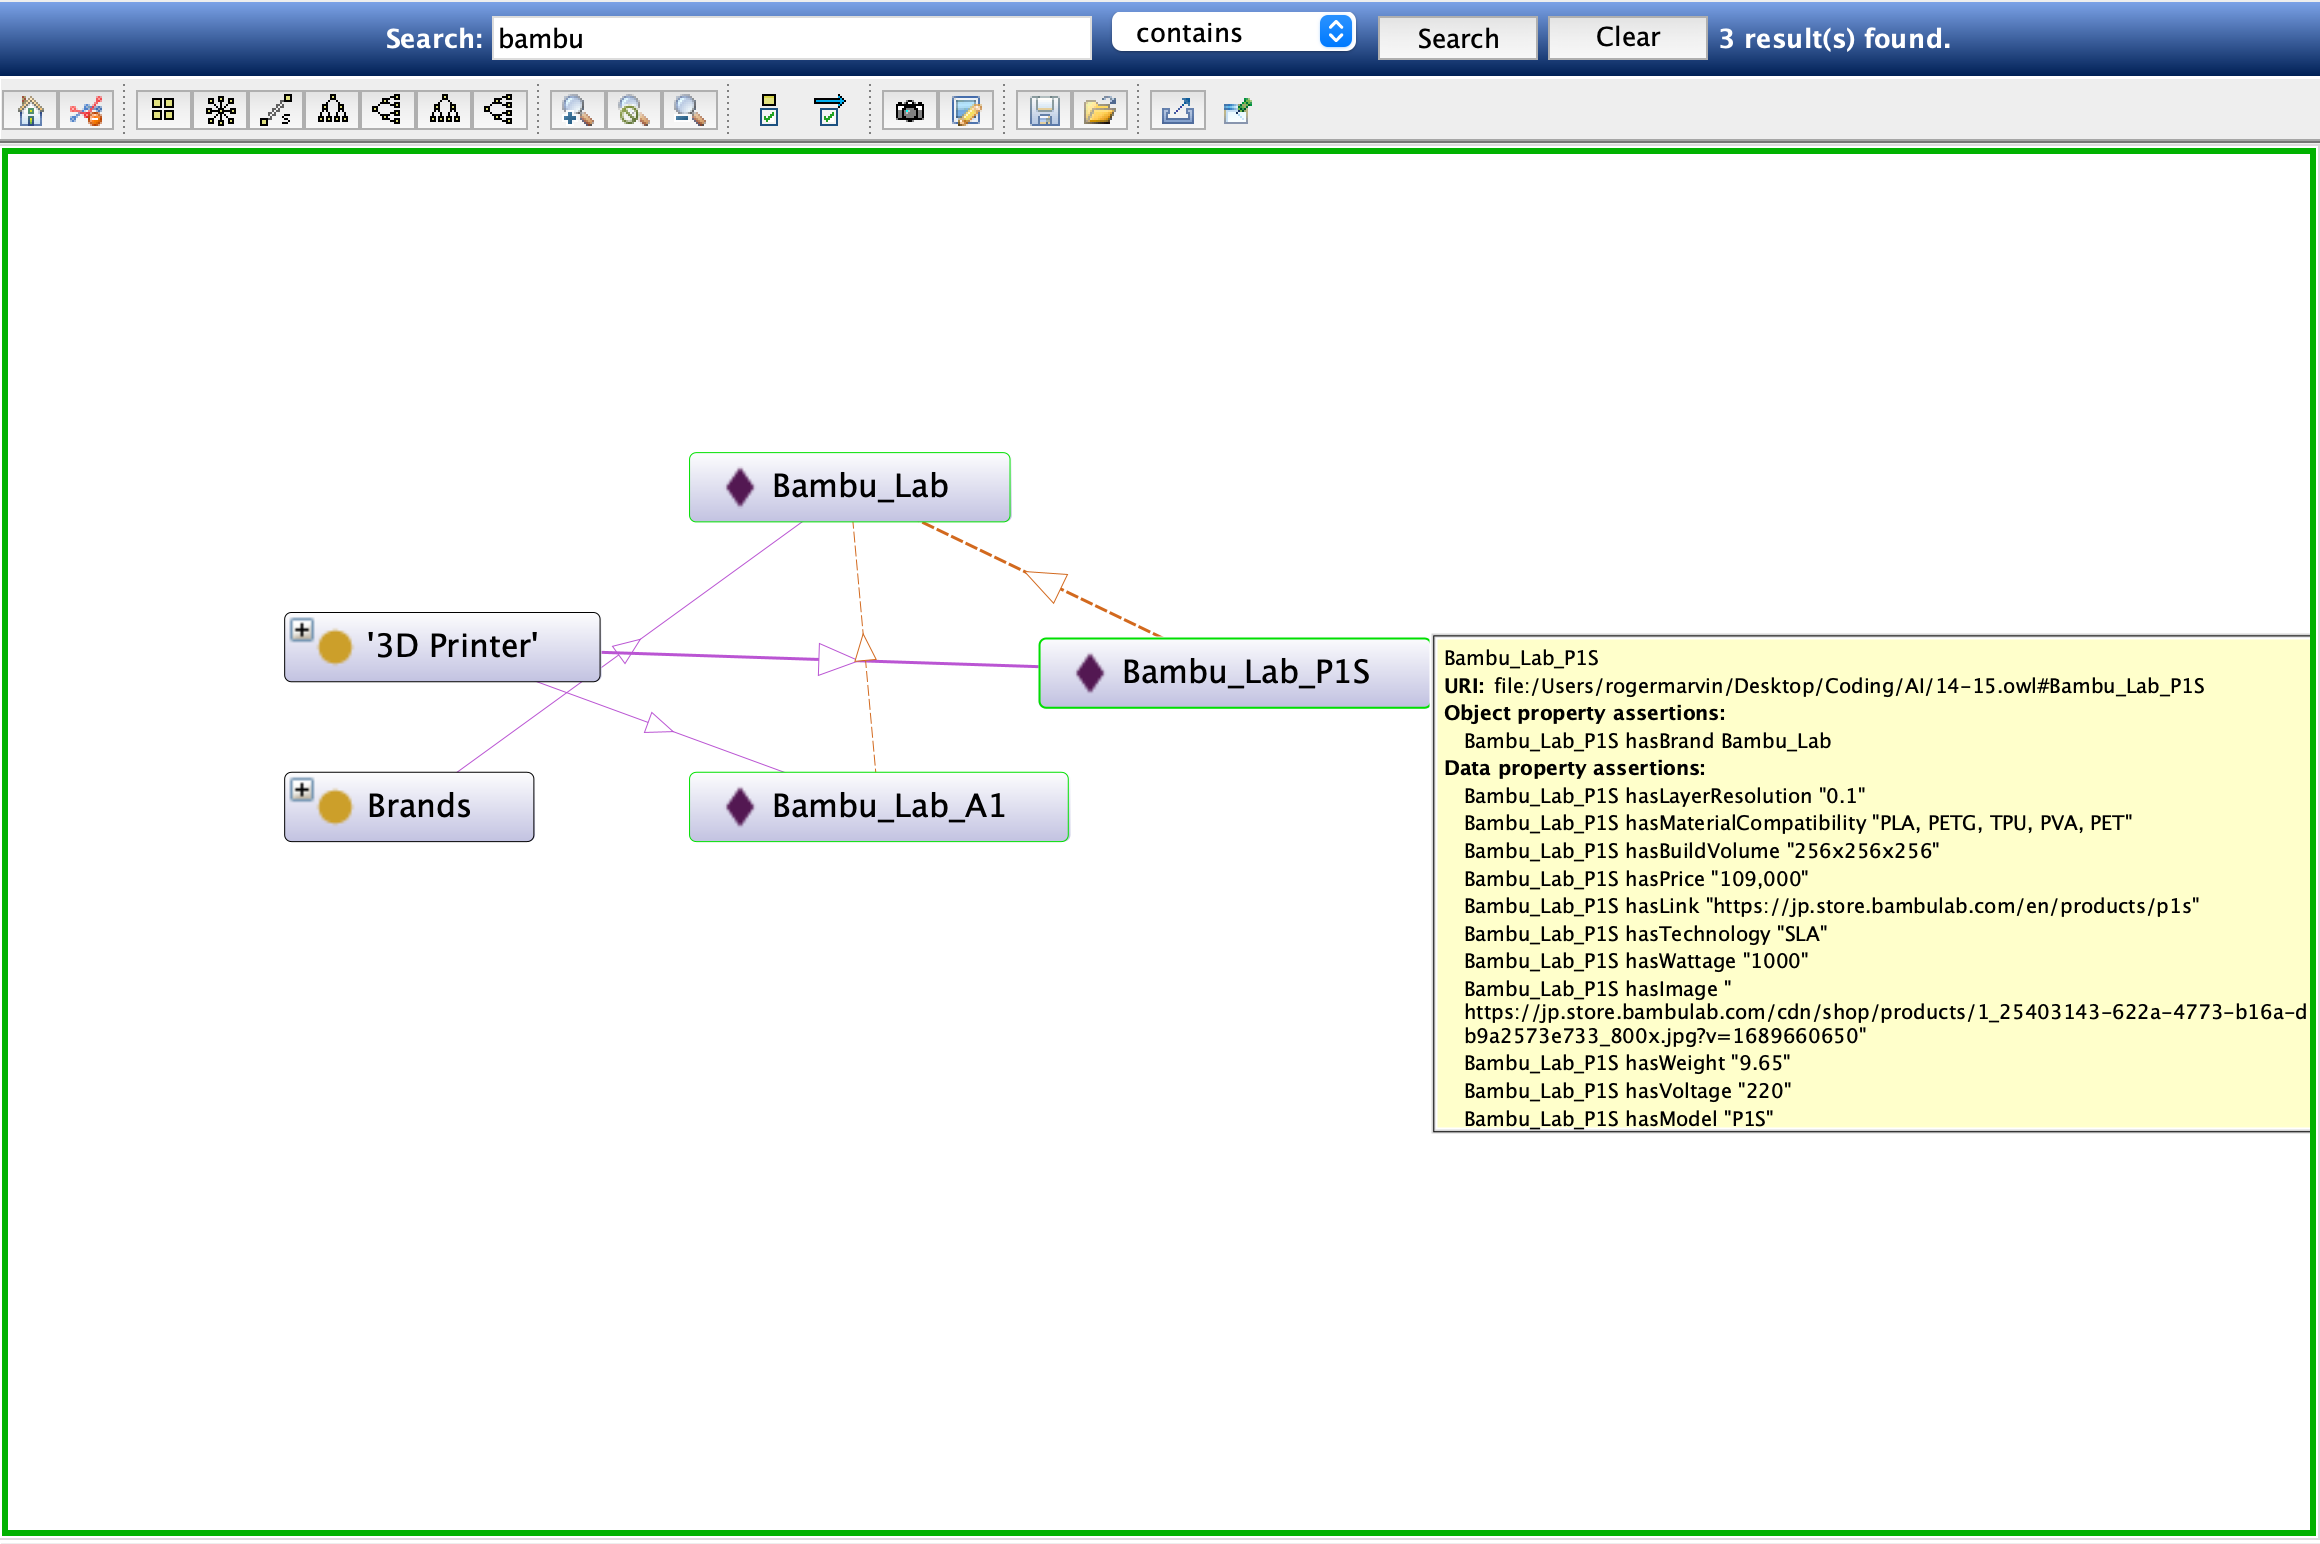 Search: bambu contains Search Clear 3 result(s) found.
Bambu_Lab
'3D Printer'
Bambu_Lab_P1S
Brands
Bambu_Lab_A1
Bambu_Lab_P1S
URI: file:/Users/rogermarvin/Desktop/Coding/AI/14-15.owl#Bambu_Lab_P1S
Object property assertions:
Bambu_Lab_P1S hasBrand Bambu_Lab
Data property assertions:
Bambu_Lab_P1S hasLayerResolution "0.1"
Bambu_Lab_P1S hasMaterialCompatibility "PLA, PETG, TPU, PVA, PET"
Bambu_Lab_P1S hasBuildVolume "256x256x256"
Bambu_Lab_P1S hasPrice "109,000"
Bambu_Lab_P1S hasLink "https://jp.store.bambulab.com/en/products/p1s"
Bambu_Lab_P1S hasTechnology "SLA"
Bambu_Lab_P1S hasWattage "1000"
Bambu_Lab_P1S hasImage "
https://jp.store.bambulab.com/cdn/shop/products/1_25403143-622a-4773-b16a-d
b9a2573e733_800x.jpg?v=1689660650"
Bambu_Lab_P1S hasWeight "9.65"
Bambu_Lab_P1S hasVoltage "220"
Bambu_Lab_P1S hasModel "P1S"